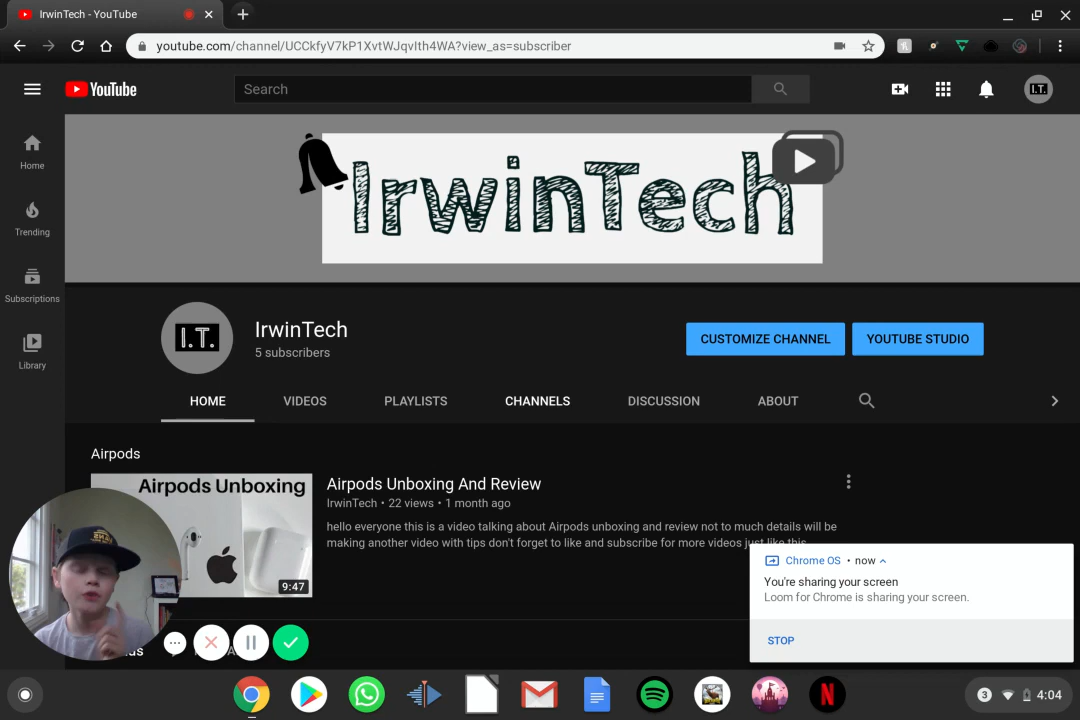 IrwinTech - YouTube
youtube.com/channel/UCCkfyV7kP1XvtWJqvIth4WA?view_as=subscriber
YouTube
Search
I.T.
Home
Trending
Subscriptions
Library
IrwinTech
I.T.
IrwinTech
5 subscribers
CUSTOMIZE CHANNEL
YOUTUBE STUDIO
HOME
VIDEOS
PLAYLISTS
CHANNELS
DISCUSSION
ABOUT
Airpods
Airpods Unboxing
9:47
Airpods Unboxing And Review
IrwinTech • 22 views • 1 month ago
hello everyone this is a video talking about Airpods unboxing and review not to much details will be
making another video with tips don't forget to like and subscribe for more videos just like this
Chrome OS • now
You're sharing your screen
Loom for Chrome is sharing your screen.
STOP
N
3
4:04